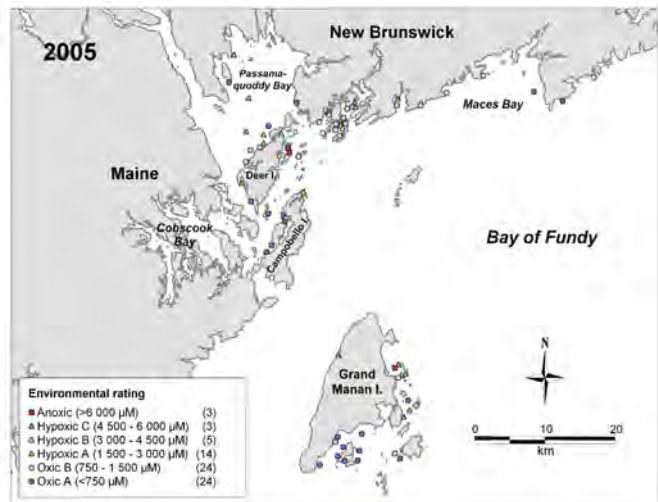 2005
New Brunswick
Passama-
quoddy Bay
Maces Bay
Maine
Deer I.
Cobscook
Bay
Campobello I.
Bay of Fundy
N
Grand
Manan I.
Environmental rating
Anoxic (>6 000 µM) (3)
Hypoxic C (4 500 - 6 000 µM) (3)
Hypoxic B (3 000 - 4 500 µM) (5)
Hypoxic A (1 500 - 3 000 µM) (14)
Oxic B (750 - 1 500 µM) (24)
Oxic A (<750 µM) (24)
0 10 20
km